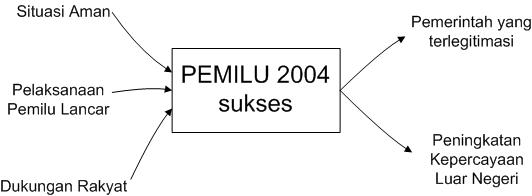 Situasi Aman
Pelaksanaan
Pemilu Lancar
Dukungan Rakyat
PEMILU 2004
sukses
Pemerintah yang
terlegitimasi
Peningkatan
Kepercayaan
Luar Negeri